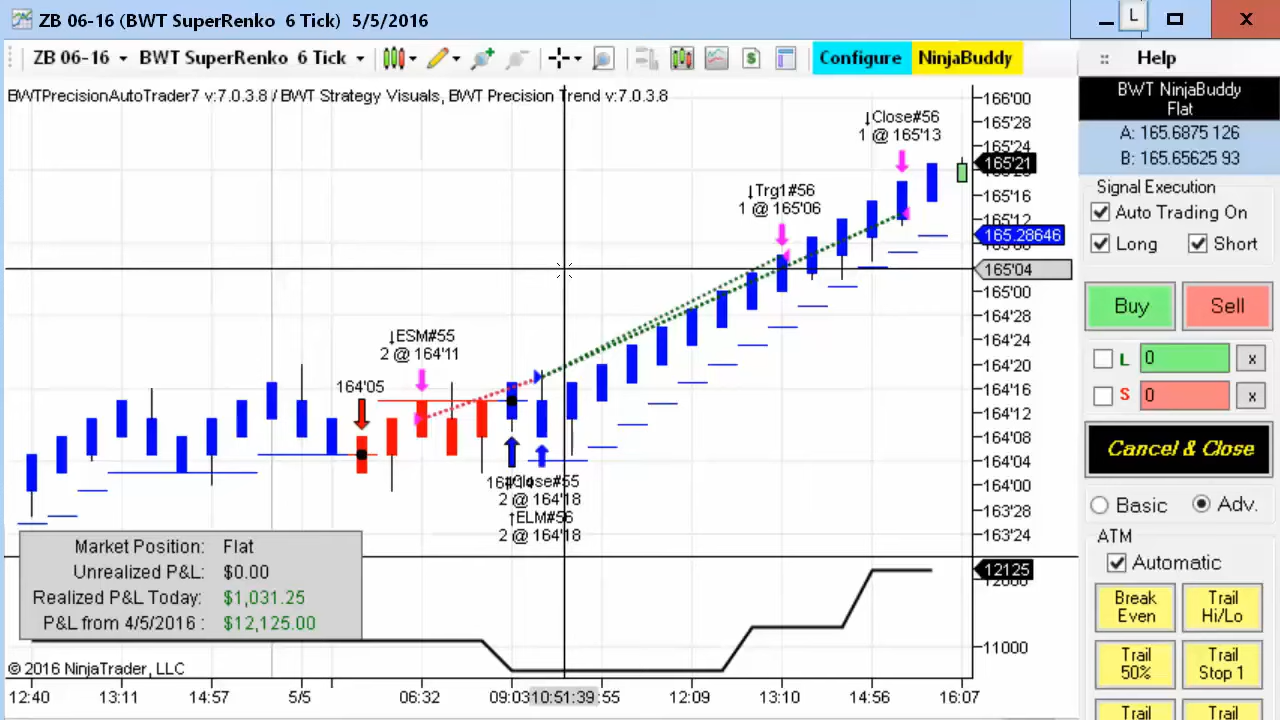 ZB 06-16 (BWT SuperRenko 6 Tick) 5/5/2016
L
X
ZB 06-16 BWT SuperRenko 6 Tick
Configure NinjaBuddy
Help
BWTPrecisionAutoTrader7 v:7.0.3.8 / BWT Strategy Visuals, BWT Precision Trend v:7.0.3.8
↓Close#56
1 @ 165'13
↓Trg1#56
1 @ 165'06
↓ESM#55
2 @ 164'11
164'05
Close#55
2 @ 164'18
↑ELM#56
2 @ 164'18
166'00
165'28
165'24
165'21
165'16
165'12
165.28646
165'04
165'00
164'28
164'24
164'20
164'16
164'12
164'08
164'04
164'00
163'28
163'24
12125
11000
Market Position: Flat
Unrealized P&L: $0.00
Realized P&L Today: $1,031.25
P&L from 4/5/2016 : $12,125.00
© 2016 NinjaTrader, LLC
12:40 13:11 14:57 5/5 06:32 09:03 10:51:39 :55 12:09 13:10 14:56 16:07
BWT NinjaBuddy
Flat
A: 165.6875 126
B: 165.65625 93
Signal Execution
Auto Trading On
Long Short
Buy Sell
L 0 x
S 0 x
Cancel & Close
Basic Adv.
ATM
Automatic
Break Even
Trail Hi/Lo
Trail 50%
Trail Stop 1
Trail Trail